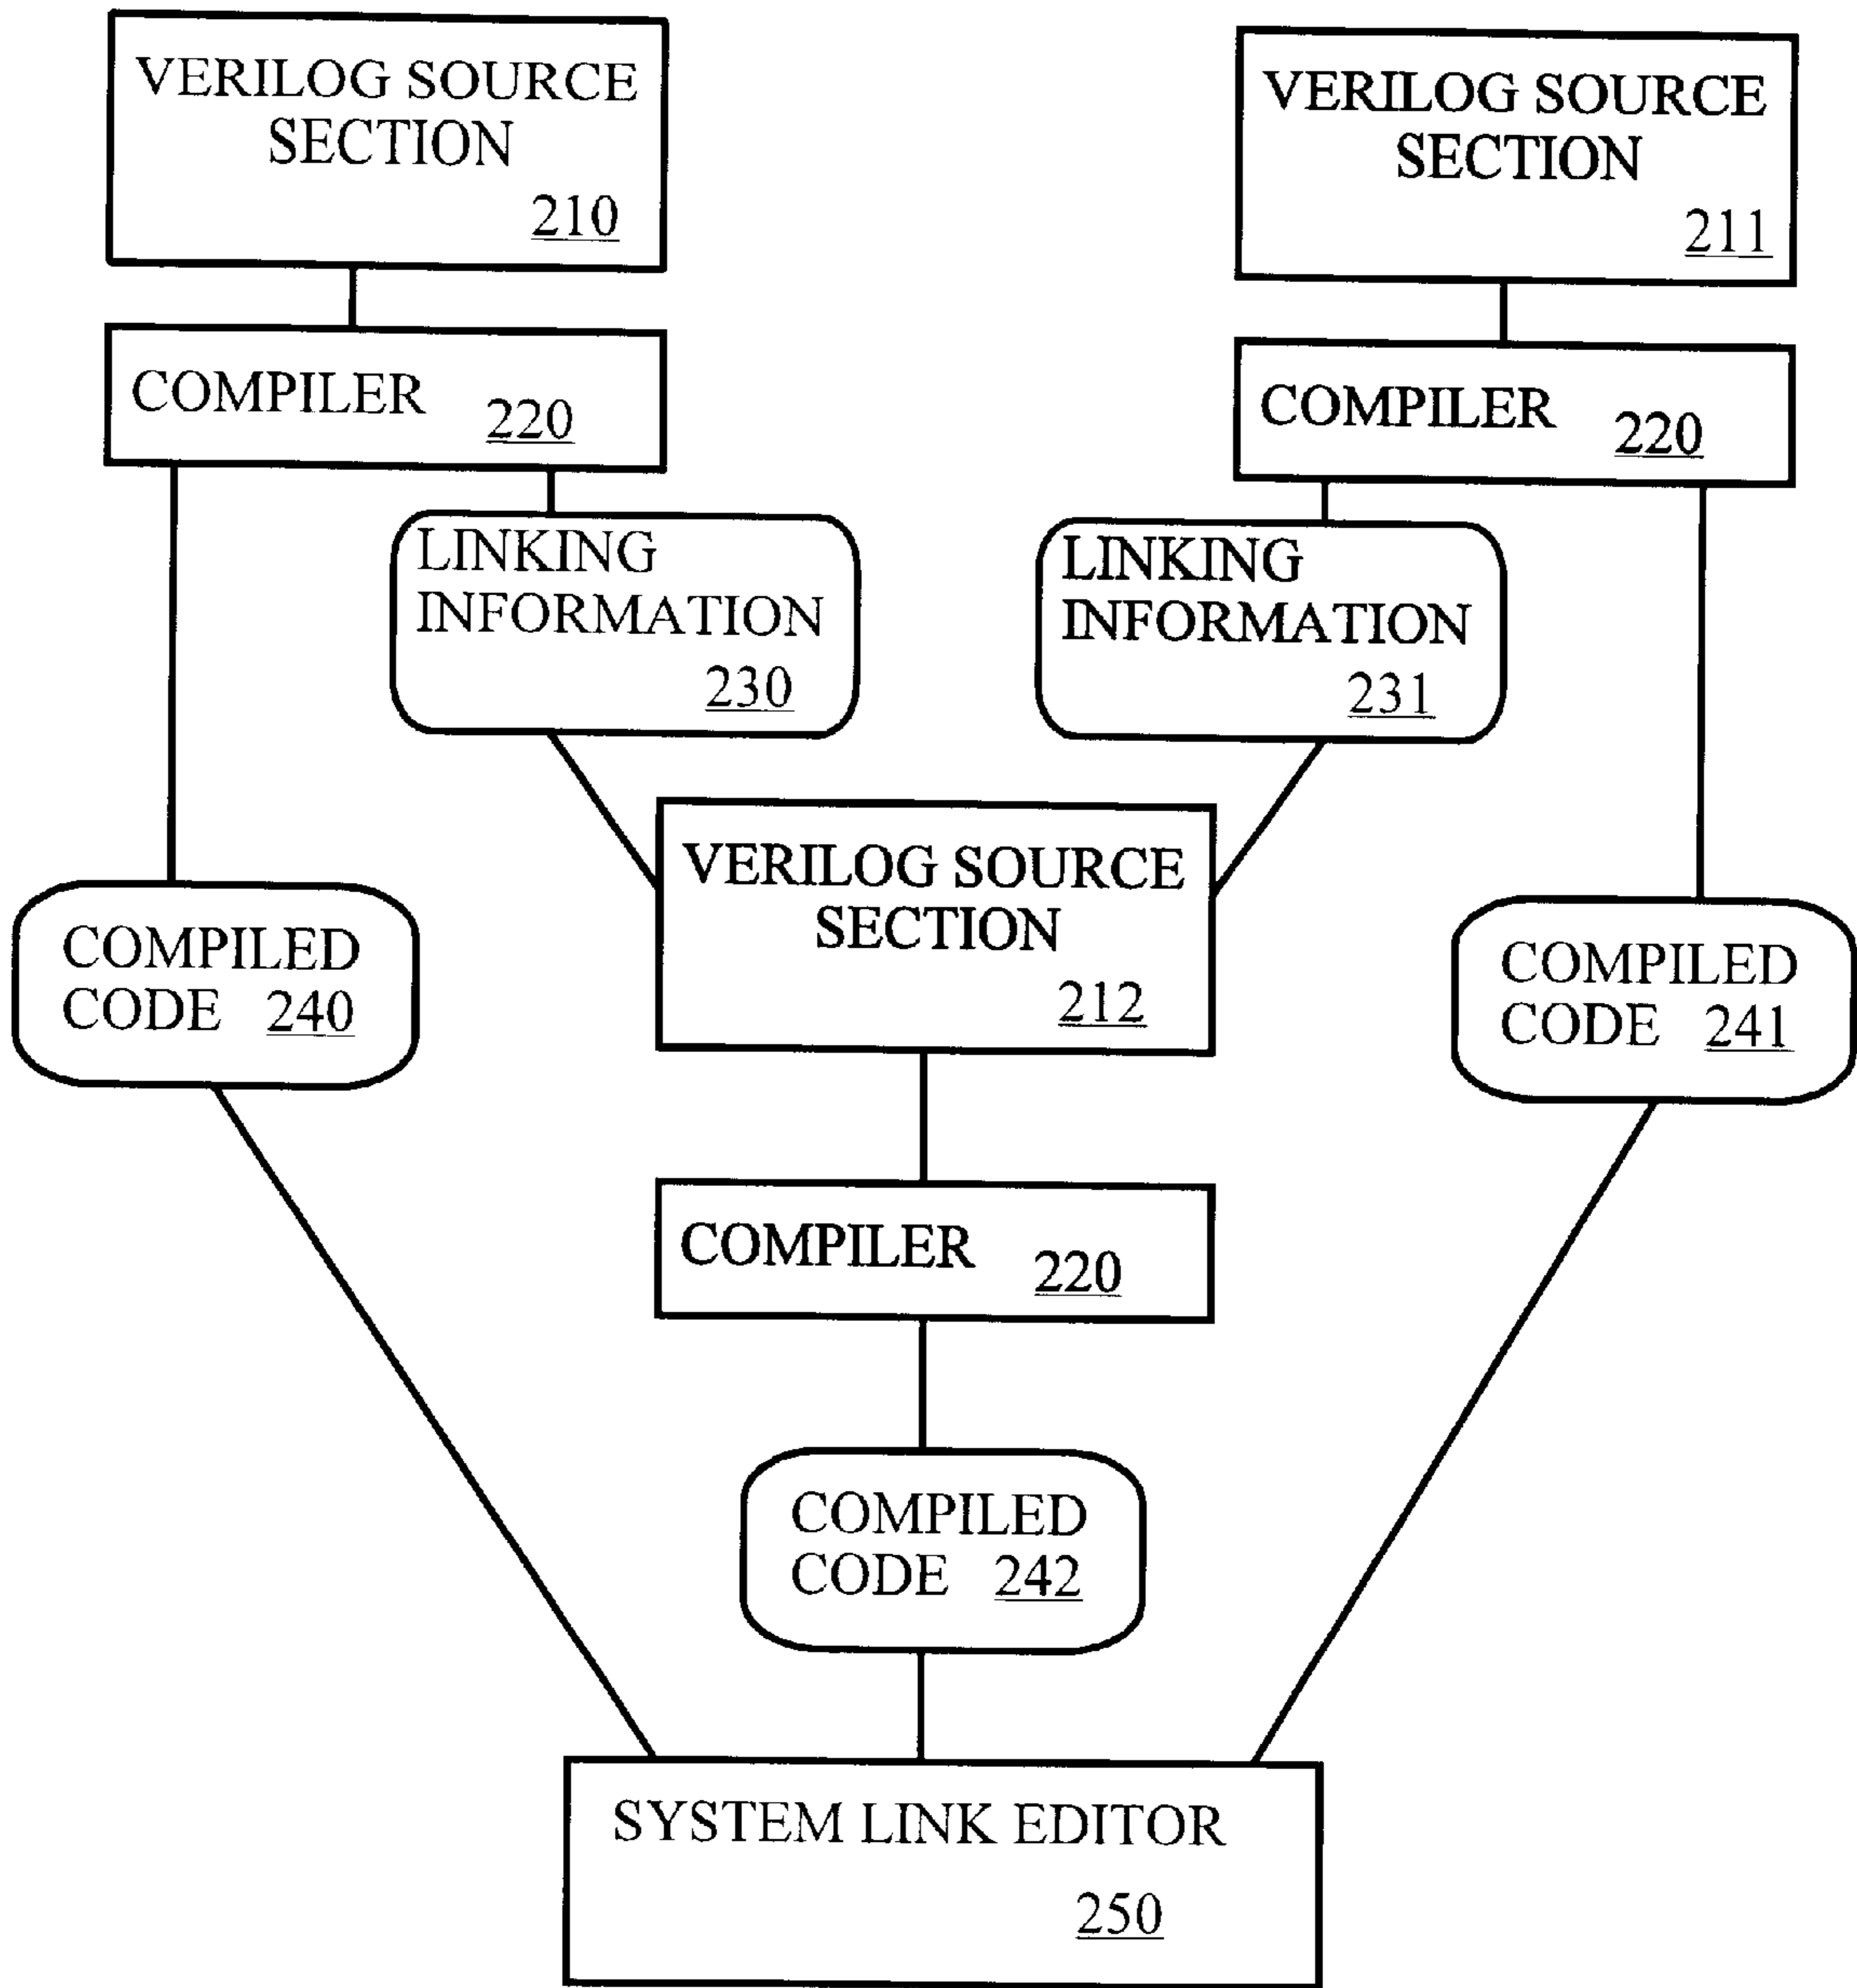 VERILOG SOURCE
SECTION
210
VERILOG SOURCE
SECTION
211
COMPILER 220
COMPILER 220
LINKING
INFORMATION
230
LINKING
INFORMATION
231
VERILOG SOURCE
SECTION
212
COMPILED
CODE 240
COMPILED
CODE 241
COMPILER 220
COMPILED
CODE 242
SYSTEM LINK EDITOR
250